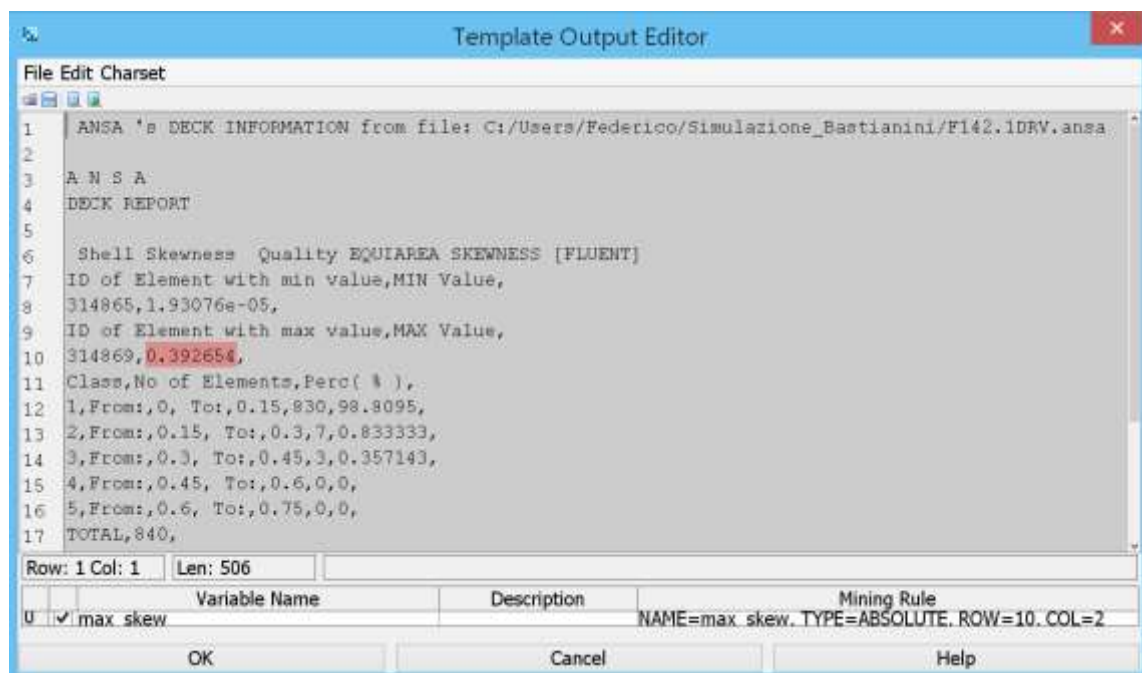 Template Output Editor
File Edit Charset
1 ANSA 's DECK INFORMATION from file: C:/Users/Federico/Simulazione_Bastianini/F142.1DRV.ansa
2
3 A N S A
4 DECK REPORT
5
6 Shell Skewness Quality EQUIAREA SKEWNESS [FLUENT]
7 ID of Element with min value,MIN Value,
8 314865,1.93076e-05,
9 ID of Element with max value,MAX Value,
10 314869,0.392654,
11 Class,No of Elements,Perc( % ),
12 1,From:,0, To:,0.15,830,98.8095,
13 2,From:,0.15, To:,0.3,7,0.833333,
14 3,From:,0.3, To:,0.45,3,0.357143,
15 4,From:,0.45, To:,0.6,0,0,
16 5,From:,0.6, To:,0.75,0,0,
17 TOTAL,840,
Row: 1 Col: 1 Len: 506
Variable Name Description Mining Rule
0 max_skew NAME=max_skew, TYPE=ABSOLUTE, ROW=10, COL=2
OK Cancel Help